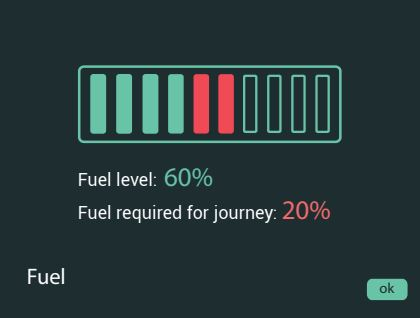 Fuel level: 60%
Fuel required for journey: 20%
Fuel
ok